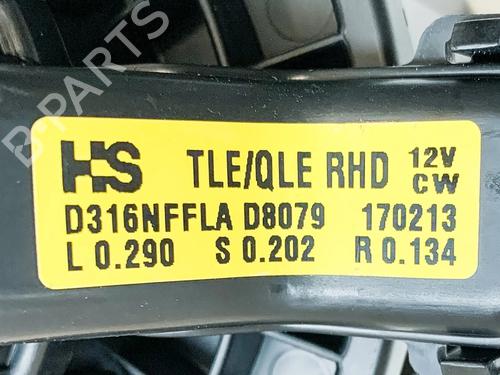 B-PARTS
HS TLE/QLE RHD 12V CW
D316NFFLA D8079 170213
L 0.290 S 0.202 R 0.134